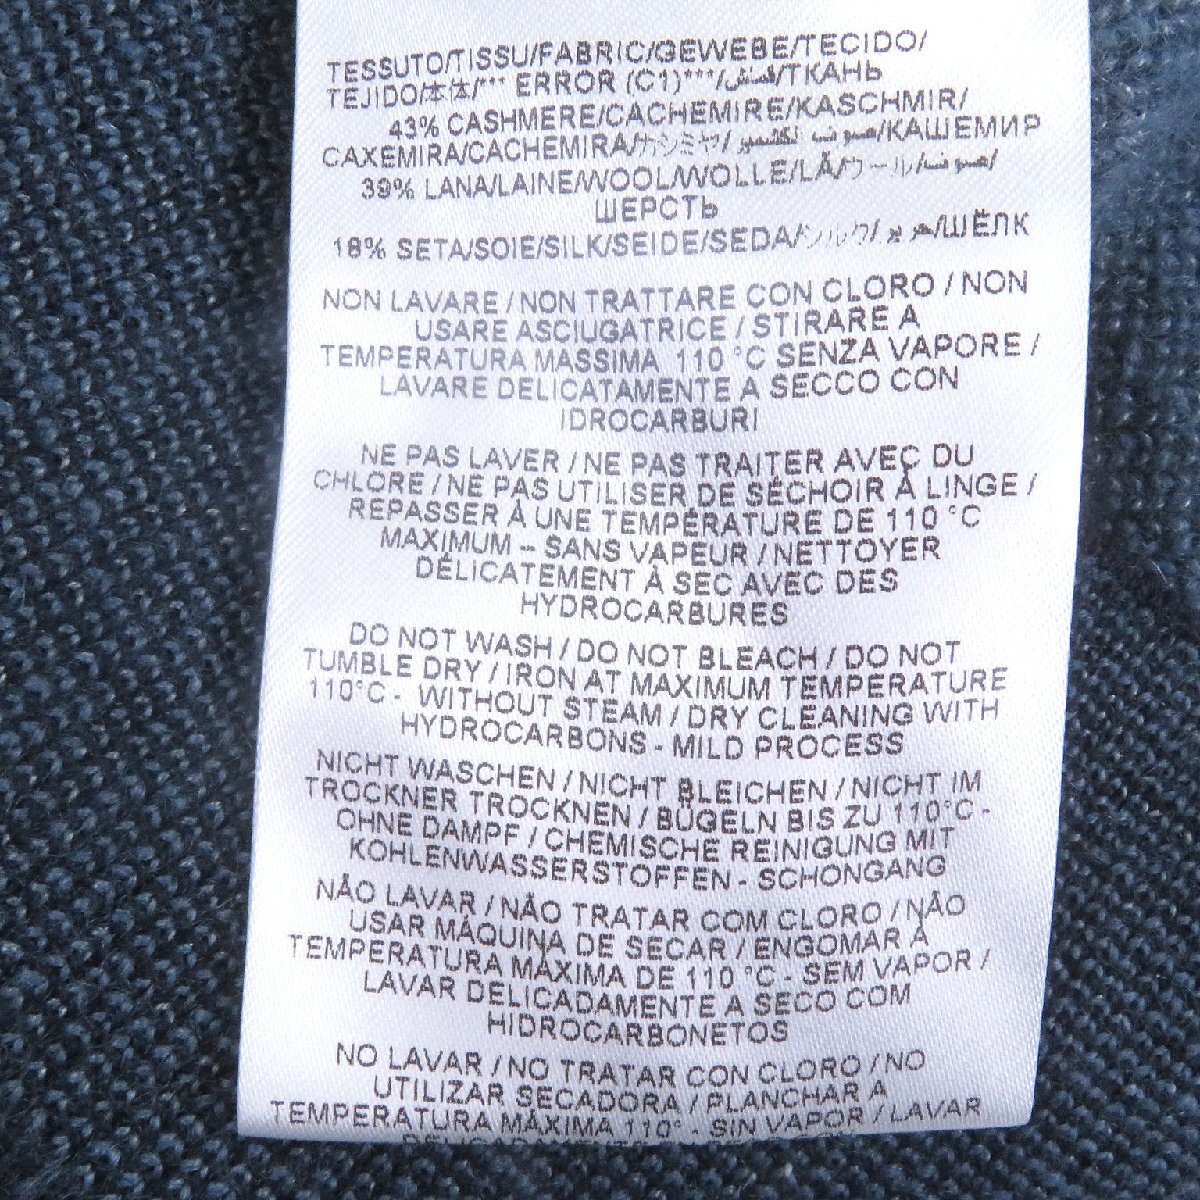 TESSUTO/TISSU/FABRIC/GEWEBE/TECIDO/
TEJIDO/本体/*** ERROR (C1)***/قماش/ТКАНЬ
43% CASHMERE/CACHEMIRE/KASCHMIR/
CAXEMIRA/CACHEMIRA/カシミヤ/صوف كشمير/КАШЕМИР
39% LANA/LAINE/WOOL/WOLLE/LÃ/ウール/صوف/
ШЕРСТЬ
18% SETA/SOIE/SILK/SEIDE/SEDA/シルク/حرير/ШЁЛК
NON LAVARE / NON TRATTARE CON CLORO / NON
USARE ASCIUGATRICE / STIRARE A
TEMPERATURA MASSIMA 110 °C SENZA VAPORE /
LAVARE DELICATAMENTE A SECCO CON
IDROCARBURI
NE PAS LAVER / NE PAS TRAITER AVEC DU
CHLORE / NE PAS UTILISER DE SÉCHOIR À LINGE /
REPASSER À UNE TEMPÉRATURE DE 110 °C
MAXIMUM – SANS VAPEUR / NETTOYER
DÉLICATEMENT À SEC AVEC DES
HYDROCARBURES
DO NOT WASH / DO NOT BLEACH / DO NOT
TUMBLE DRY / IRON AT MAXIMUM TEMPERATURE
110°C - WITHOUT STEAM / DRY CLEANING WITH
HYDROCARBONS - MILD PROCESS
NICHT WASCHEN / NICHT BLEICHEN / NICHT IM
TROCKNER TROCKNEN / BÜGELN BIS ZU 110°C -
OHNE DAMPF / CHEMISCHE REINIGUNG MIT
KOHLENWASSERSTOFFEN - SCHONGANG
NÃO LAVAR / NÃO TRATAR COM CLORO / NÃO
USAR MÁQUINA DE SECAR / ENGOMAR À
TEMPERATURA MÁXIMA DE 110 °C - SEM VAPOR /
LAVAR DELICADAMENTE A SECO COM
HIDROCARBONETOS
NO LAVAR / NO TRATAR CON CLORO / NO
UTILIZAR SECADORA / PLANCHAR A
TEMPERATURA MÁXIMA 110° - SIN VAPOR / LAVAR